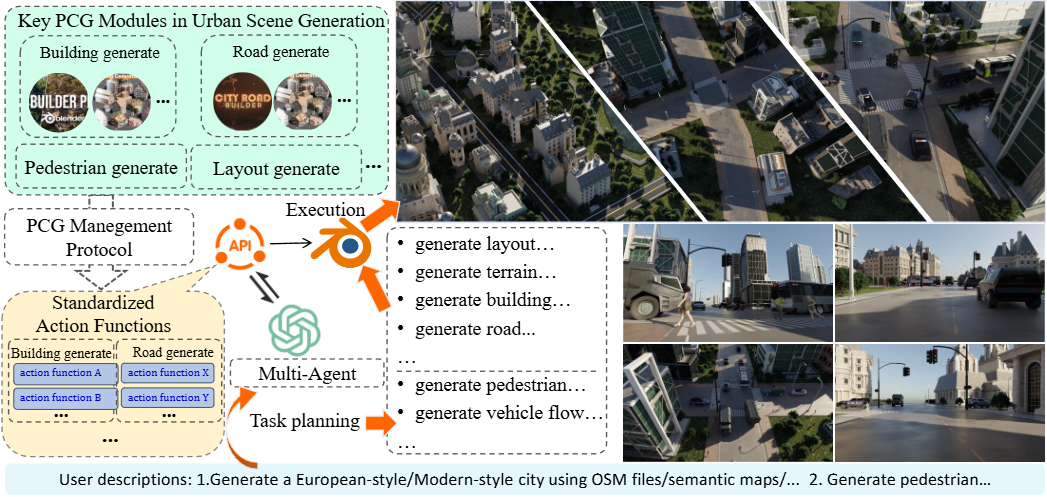 Key PCG Modules in Urban Scene Generation
Building generate
Road generate
BUILDER P
blender
...
CITY ROAD
BUILDER
...
Pedestrian generate
Layout generate
...
PCG Manegement
Protocol
API
Execution
Standardized
Action Functions
Building generate
Road generate
action function A
action function X
action function B
action function Y
...
...
...
Multi-Agent
Task planning
• generate layout…
• generate terrain…
• generate building…
• generate road...
…
• generate pedestrian…
• generate vehicle flow…
…
User descriptions: 1.Generate a European-style/Modern-style city using OSM files/semantic maps/... 2. Generate pedestrian…